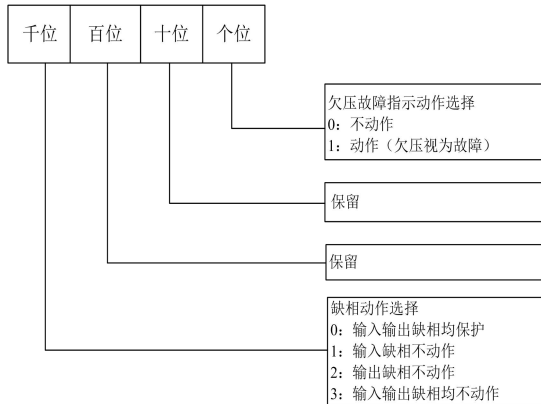 千位 百位 十位 个位
欠压故障指示动作选择
0：不动作
1：动作（欠压视为故障）
保留
保留
缺相动作选择
0：输入输出缺相均保护
1：输入缺相不动作
2：输出缺相不动作
3：输入输出缺相均不动作